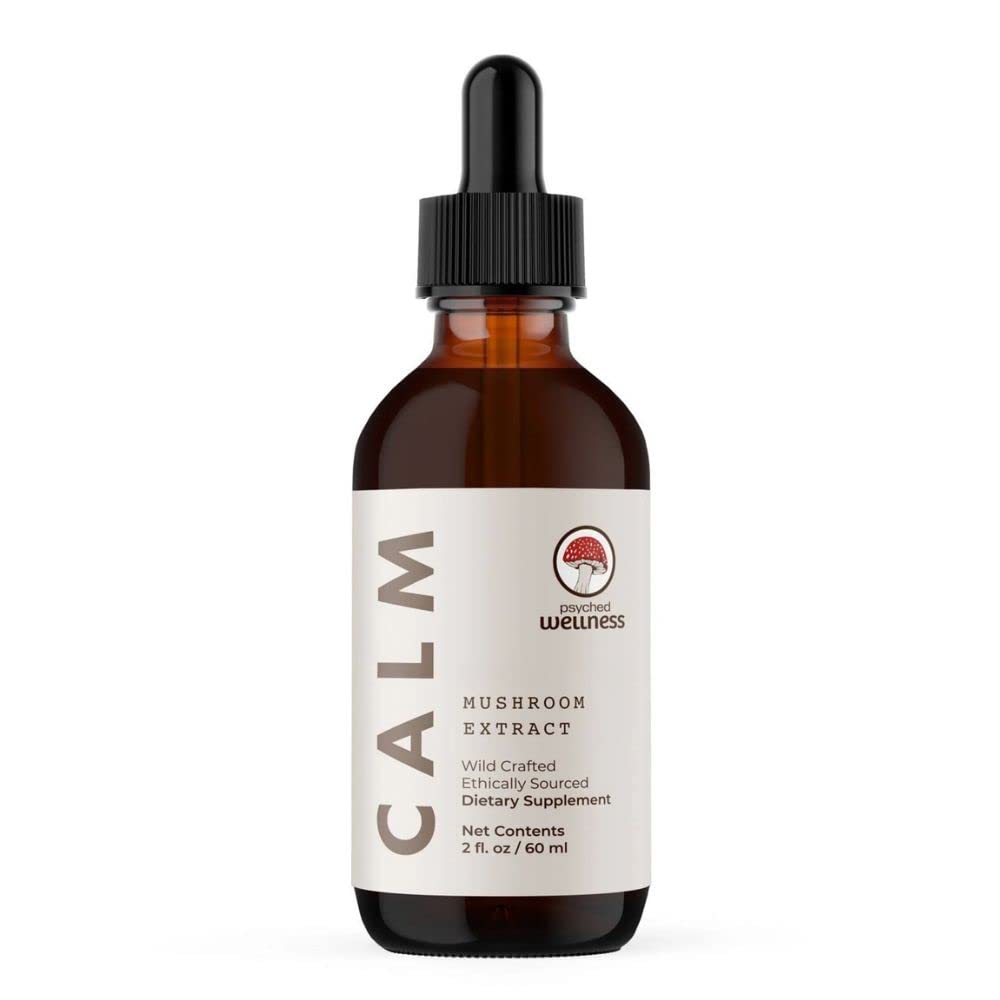 CALM
psyched
wellness
MUSHROOM
EXTRACT
Wild Crafted
Ethically Sourced
Dietary Supplement
Net Contents
2 fl. oz / 60 ml